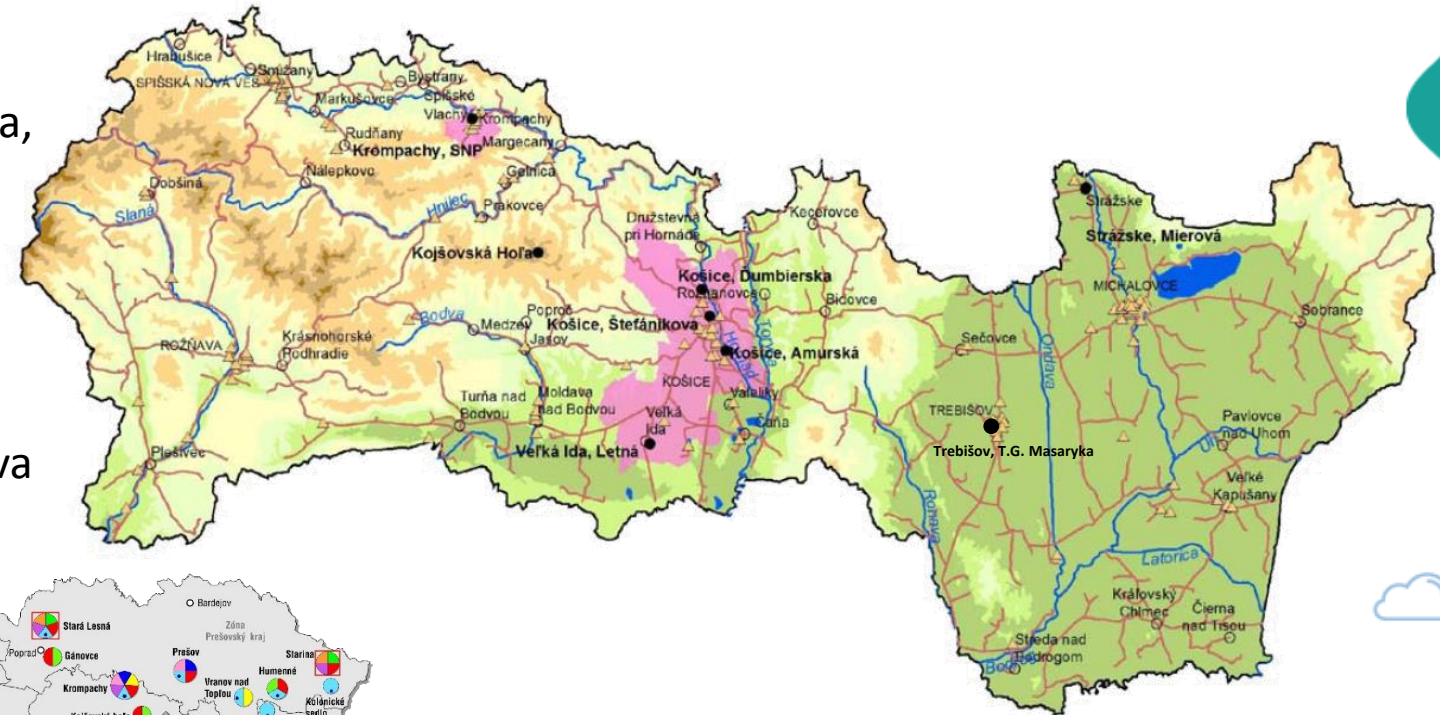 Hrabušice
Smižany
SPIŠSKÁ NOVÁ VES
Bystrany
Markušovce
Spišské
Vlachy
Krompachy
Rudňany
Krompachy, SNP
Margecany
Nálepkovo
Gelnica
Dobšiná
Slaná
Hnilec
Prakovce
Družstevná
pri Hornáde
Kecerovce
Strážske
Strážske, Mierová
Kojšovská Hoľa
Košice, Ďumbierska
Rozhanovce
MICHALOVCE
Bidovce
Sobrance
Bodva
Poproč
Medzev
Košice, Štefánikova
Jasov
Krásnohorské
Podhradie
ROŽŇAVA
Košice, Amurská
Hornád
Sečovce
Ondava
KOŠICE
Turňa nad
Bodvou
Moldava
nad Bodvou
Valaliky
Veľká
Ida
Čaňa
TREBIŠOV
Pavlovce
nad Uhom
Plešivec
Veľká Ida, Letná
Trebišov, T.G. Masaryka
Veľké
Kapušany
Roňava
Latorica
Kráľovský
Chlmec
Čierna
nad Tisou
Streda nad
Bodrogom
va
Bardejov
Zóna
Prešovský kraj
Stará Lesná
Poprad
Gánovce
Prešov
Starina
Humenné
Krompachy
Vranov nad
Topľou
Kolonické
sedlo